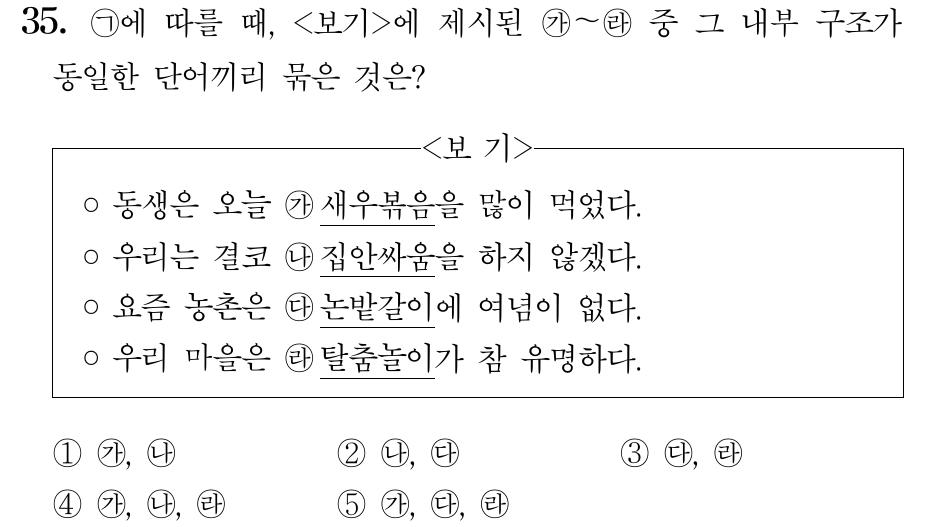 35. ㉠에 따를 때, <보기>에 제시된 ㉮~㉱ 중 그 내부 구조가
동일한 단어끼리 묶은 것은?
<보 기>
○ 동생은 오늘 ㉮새우볶음을 많이 먹었다.
○ 우리는 결코 ㉯집안싸움을 하지 않겠다.
○ 요즘 농촌은 ㉰논밭갈이에 여념이 없다.
○ 우리 마을은 ㉱탈춤놀이가 참 유명하다.
① ㉮, ㉯ ② ㉯, ㉰ ③ ㉰, ㉱
④ ㉮, ㉯, ㉱ ⑤ ㉮, ㉰, ㉱